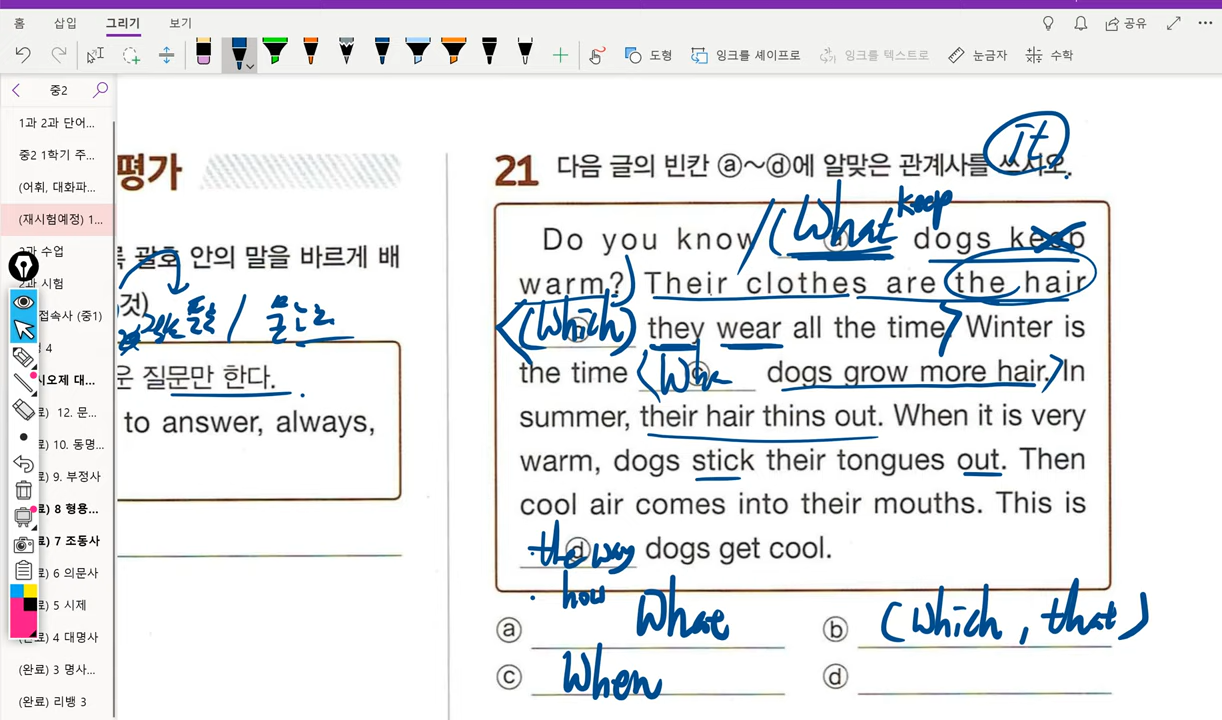 홈 삽입 그리기 보기
공유
도형 잉크를 셰이프로 잉크를 텍스트로 눈금자 수학
중2
1과 2과 단어...
중2 1학기 주...
(어휘, 대화파...
(재시험예정) 1...
과 수업
2과 시험
접속사 (중1)
4
시오제 대...
) 12. 문...
) 10. 동명...
) 9. 부정사
) 8 형용...
) 7 조동사
) 6 의문사
) 5 시제
(완료) 4 대명사
(완료) 3 명사...
(완료) 리뱅 3
평가
괄호 안의 말을 바르게 배
것)
묻는
운 질문만 한다.
to answer, always,
It
21 다음 글의 빈칸 ⓐ~ⓓ에 알맞은 관계사를 쓰시오.
keep
Do you know (What dogs keep
warm?) Their clothes are the hair
(which) they wear all the time. Winter is
the time ⓒ dogs grow more hair. In
summer, their hair thins out. When it is very
warm, dogs stick their tongues out. Then
cool air comes into their mouths. This is
the way ⓓ dogs get cool.
how
ⓐ What ⓑ (which, that)
ⓒ When ⓓ